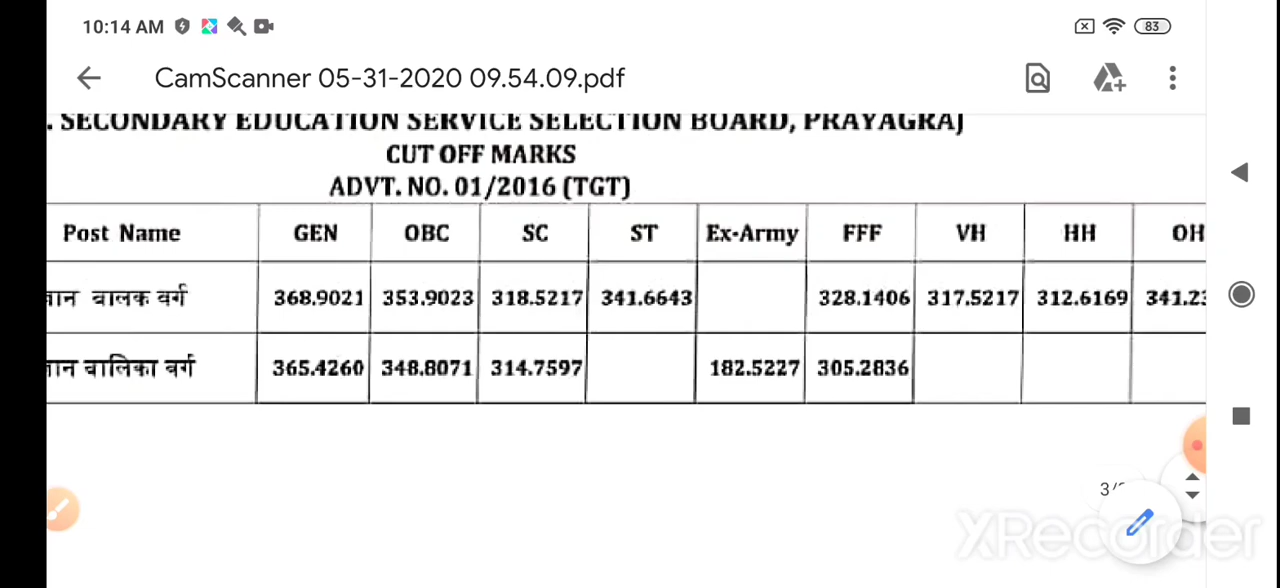 10:14 AM 83
CamScanner 05-31-2020 09.54.09.pdf
. SECONDARY EDUCATION SERVICE SELECTION BOARD, PRAYAGRAJ
CUT OFF MARKS
ADVT. NO. 01/2016 (TGT)
Post Name GEN OBC SC ST Ex-Army FFF VH HH OH
बालक वर्ग 368.9021 353.9023 318.5217 341.6643 328.1406 317.5217 312.6169 341.23
बालिका वर्ग 365.4260 348.8071 314.7597 182.5227 305.2836
3/
XRecorder